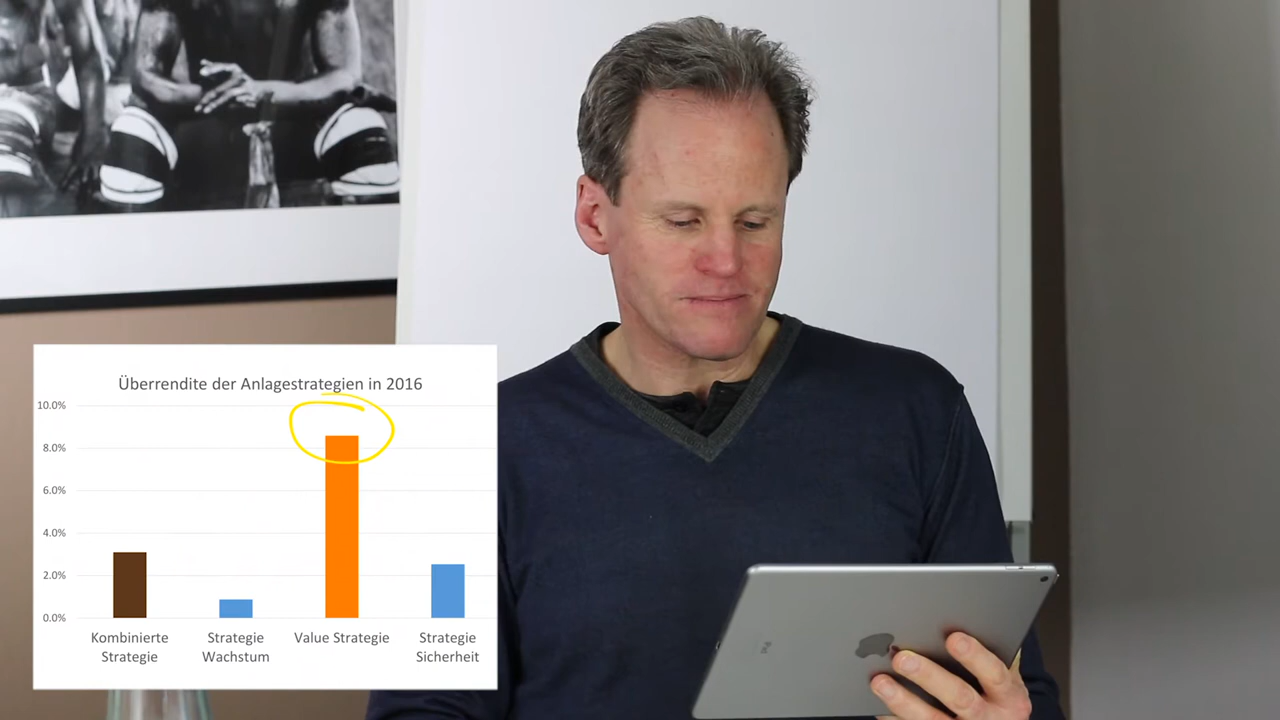 Überrendite der Anlagestrategien in 2016
10.0%
8.0%
6.0%
4.0%
2.0%
0.0%
Kombinierte
Strategie
Strategie
Wachstum
Value Strategie
Strategie
Sicherheit
iPad